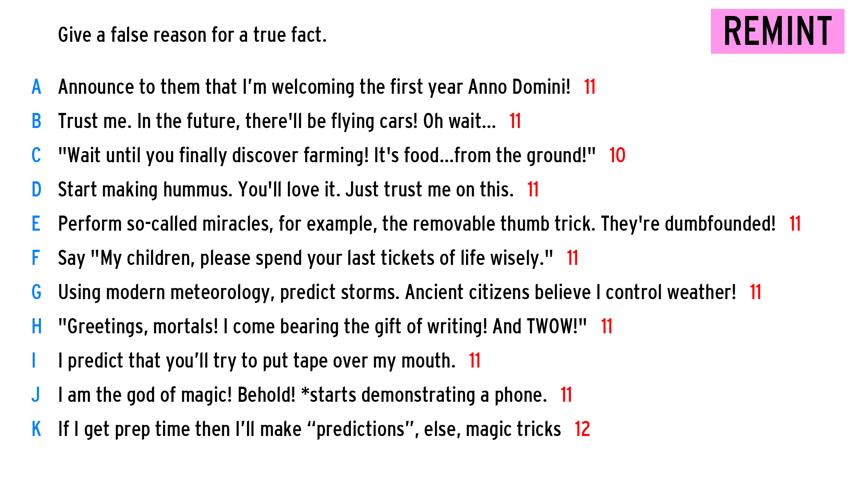 Give a false reason for a true fact.
REMINT
A Announce to them that I'm welcoming the first year Anno Domini! 11
B Trust me. In the future, there'll be flying cars! Oh wait... 11
C "Wait until you finally discover farming! It's food...from the ground!" 10
D Start making hummus. You'll love it. Just trust me on this. 11
E Perform so-called miracles, for example, the removable thumb trick. They're dumbfounded! 11
F Say "My children, please spend your last tickets of life wisely." 11
G Using modern meteorology, predict storms. Ancient citizens believe I control weather! 11
H "Greetings, mortals! I come bearing the gift of writing! And TWOW!" 11
I I predict that you’ll try to put tape over my mouth. 11
J I am the god of magic! Behold! *starts demonstrating a phone. 11
K If I get prep time then I’ll make “predictions”, else, magic tricks 12